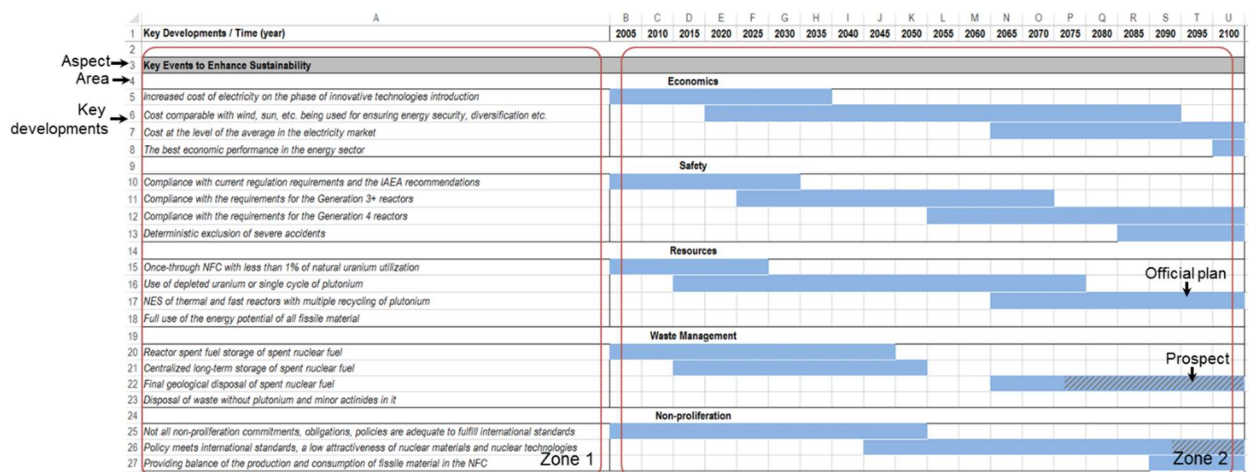 A B C D E F G H I J K L M N O P Q R S T U
1 Key Developments / Time (year) 2005 2010 2015 2020 2025 2030 2035 2040 2045 2050 2055 2060 2065 2070 2075 2080 2085 2090 2095 2100
2
Aspect 3 Key Events to Enhance Sustainability
Area 4 Economics
5 Increased cost of electricity on the phase of innovative technologies introduction
Key developments
6 Cost comparable with wind, sun, etc. being used for ensuring energy security, diversification etc.
7 Cost at the level of the average in the electricity market
8 The best economic performance in the energy sector
9 Safety
10 Compliance with current regulation requirements and the IAEA recommendations
11 Compliance with the requirements for the Generation 3+ reactors
12 Compliance with the requirements for the Generation 4 reactors
13 Deterministic exclusion of severe accidents
14 Resources
15 Once-through NFC with less than 1% of natural uranium utilization
16 Use of depleted uranium or single cycle of plutonium
Official plan
17 NES of thermal and fast reactors with multiple recycling of plutonium
18 Full use of the energy potential of all fissile material
19 Waste Management
20 Reactor spent fuel storage of spent nuclear fuel
21 Centralized long-term storage of spent nuclear fuel
Prospect
22 Final geological disposal of spent nuclear fuel
23 Disposal of waste without plutonium and minor actinides in it
24 Non-proliferation
25 Not all non-proliferation commitments, obligations, policies are adequate to fulfill international standards
26 Policy meets international standards, a low attractiveness of nuclear materials and nuclear technologies
27 Providing balance of the production and consumption of fissile material in the NFC
Zone 1 Zone 2